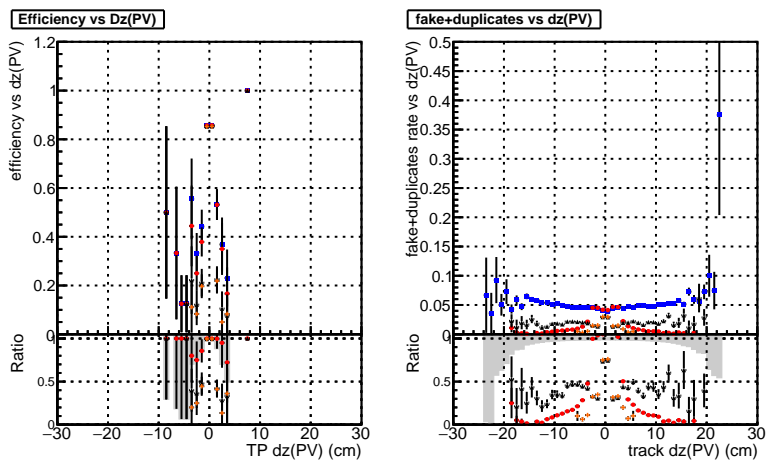 Efficiency vs Dz(PV)
efficiency vs dz(PV)
1.2
1
0.8
0.6
0.4
0.2
0
Ratio
1
0.5
0
−30 −20 −10 0 10 20 30
TP dz(PV) (cm)
fake+duplicates vs dz(PV)
fake+duplicates rate vs dz(PV)
0.5
0.45
0.4
0.35
0.3
0.25
0.2
0.15
0.1
0.05
0
Ratio
1
0.5
0
−30 −20 −10 0 10 20 30
track dz(PV) (cm)